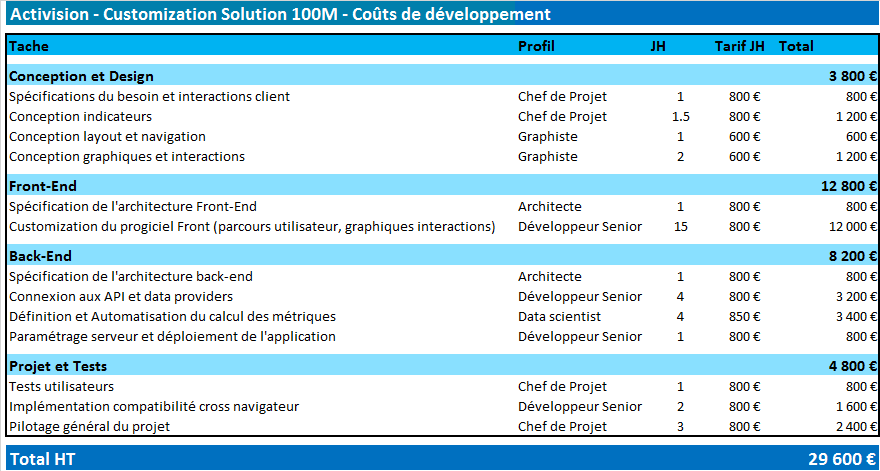 Activision - Customization Solution 100M - Coûts de développement
Tache Profil JH Tarif JH Total
Conception et Design 3 800 €
Spécifications du besoin et interactions client Chef de Projet 1 800 € 800 €
Conception indicateurs Chef de Projet 1.5 800 € 1 200 €
Conception layout et navigation Graphiste 1 600 € 600 €
Conception graphiques et interactions Graphiste 2 600 € 1 200 €
Front-End 12 800 €
Spécification de l'architecture Front-End Architecte 1 800 € 800 €
Customization du progiciel Front (parcours utilisateur, graphiques interactions) Développeur Senior 15 800 € 12 000 €
Back-End 8 200 €
Spécification de l'architecture back-end Architecte 1 800 € 800 €
Connexion aux API et data providers Développeur Senior 4 800 € 3 200 €
Définition et Automatisation du calcul des métriques Data scientist 4 850 € 3 400 €
Paramétrage serveur et déploiement de l'application Développeur Senior 1 800 € 800 €
Projet et Tests 4 800 €
Tests utilisateurs Chef de Projet 1 800 € 800 €
Implémentation compatibilité cross navigateur Développeur Senior 2 800 € 1 600 €
Pilotage général du projet Chef de Projet 3 800 € 2 400 €
Total HT 29 600 €